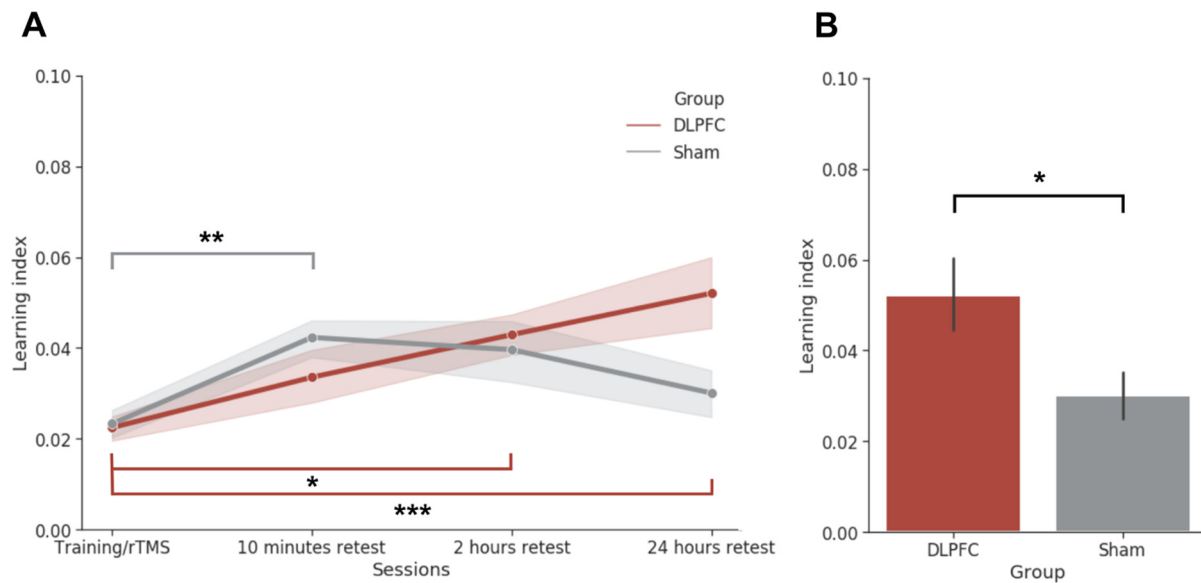 A
0.10
0.08
0.06
0.04
0.02
0.00
Learning index
Group
DLPFC
Sham
**
*
***
Training/rTMS 10 minutes retest 2 hours retest 24 hours retest
Sessions
B
0.10
0.08
0.06
0.04
0.02
0.00
Learning index
*
DLPFC Sham
Group